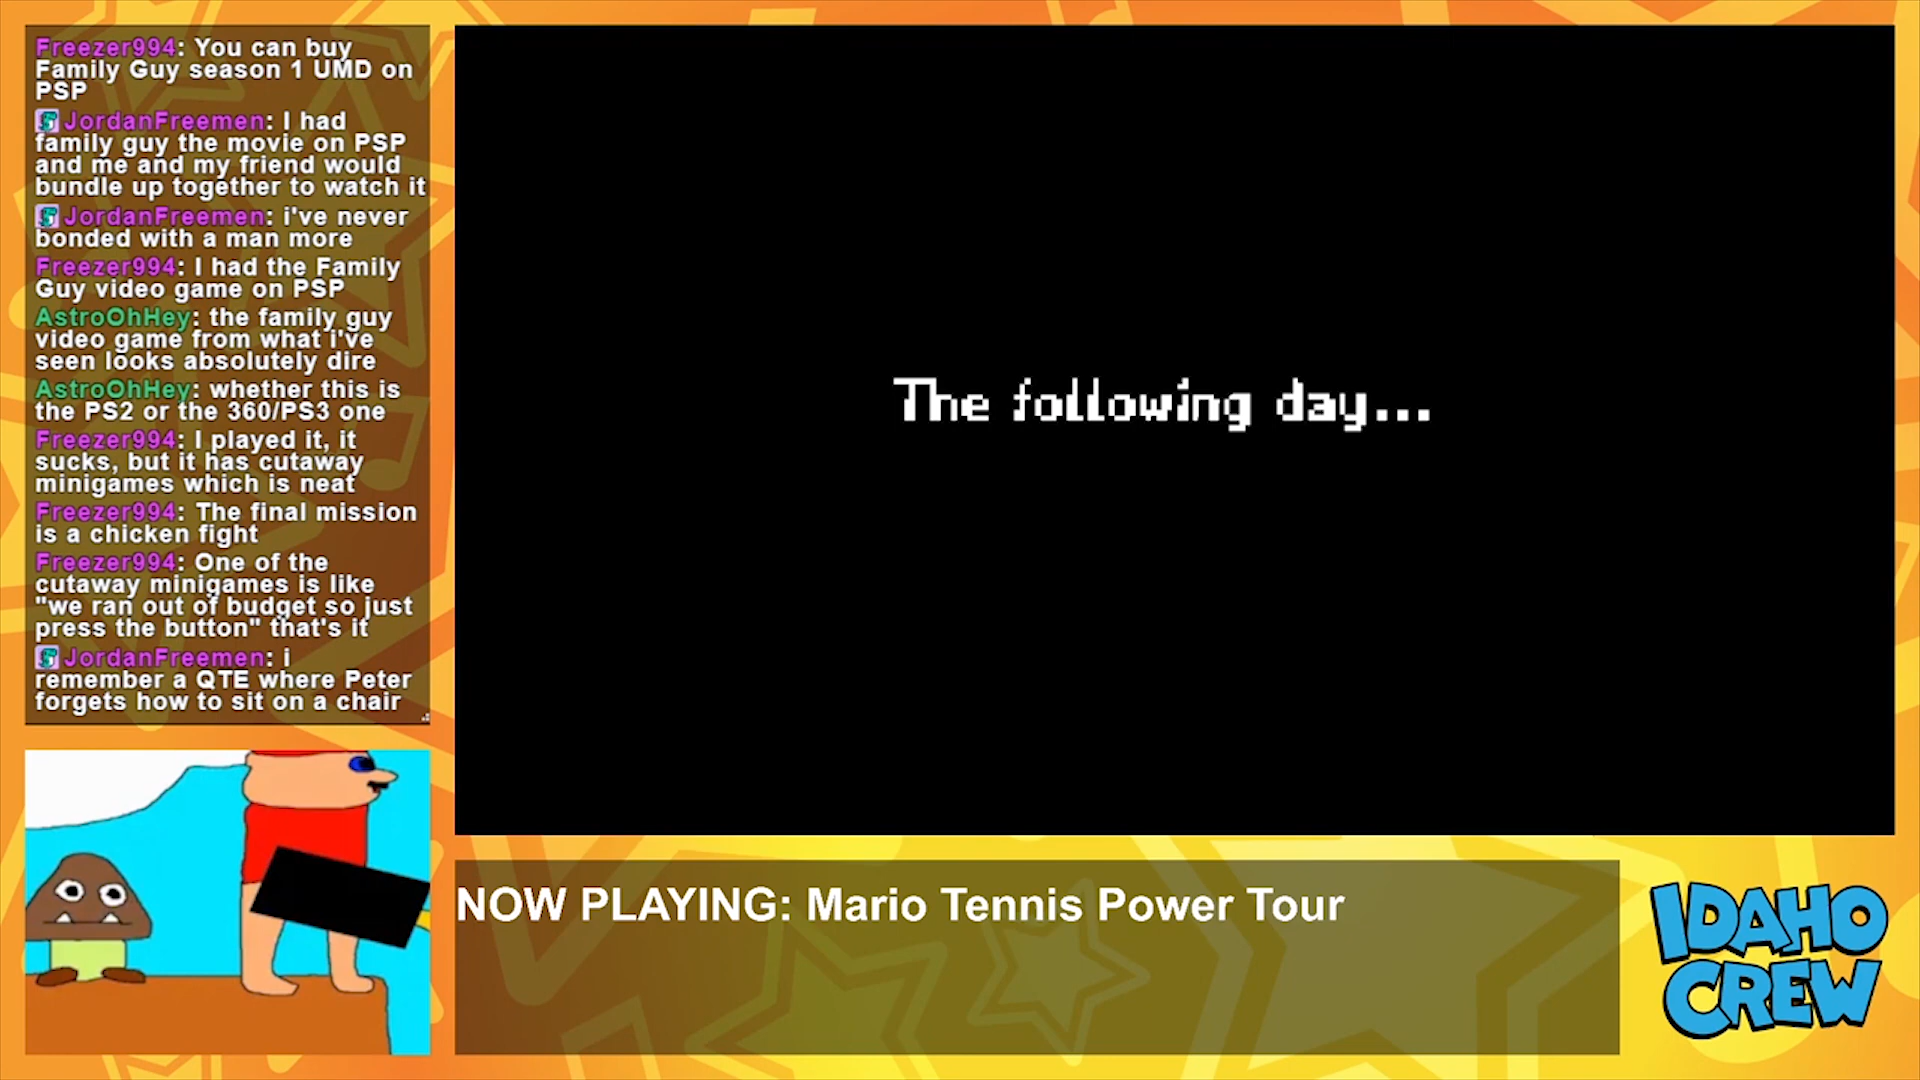 Freezer994: You can buy
Family Guy season 1 UMD on
PSP
JordanFreemen: I had
family guy the movie on PSP
and me and my friend would
bundle up together to watch it
JordanFreemen: i've never
bonded with a man more
Freezer994: I had the Family
Guy video game on PSP
AstroOhHey: the family guy
video game from what i've
seen looks absolutely dire
AstroOhHey: whether this is
the PS2 or the 360/PS3 one
Freezer994: I played it, it
sucks, but it has cutaway
minigames which is neat
Freezer994: The final mission
is a chicken fight
Freezer994: One of the
cutaway minigames is like
"we ran out of budget so just
press the button" that's it
JordanFreemen: i
remember a QTE where Peter
forgets how to sit on a chair
The following day...
NOW PLAYING: Mario Tennis Power Tour
IDAHO
CREW